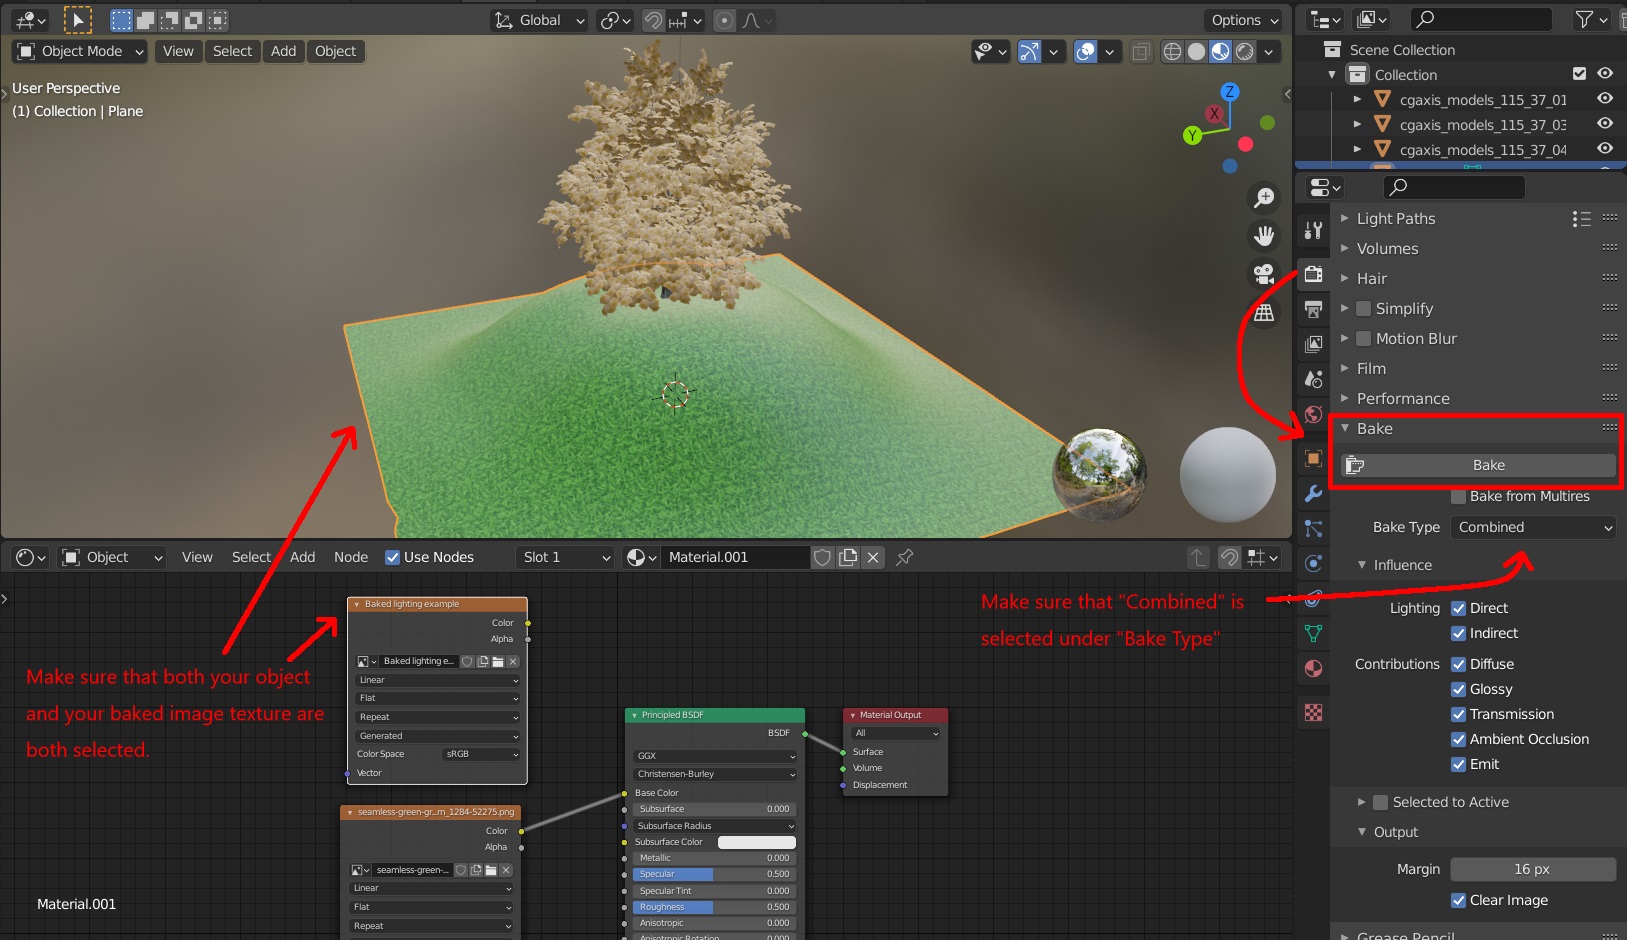 Global
Options
Object Mode
View
Select
Add
Object
User Perspective
(1) Collection | Plane
Z
X
Y
Scene Collection
Collection
cgaxis_models_115_37_01
cgaxis_models_115_37_03
cgaxis_models_115_37_04
Light Paths
Volumes
Hair
Simplify
Motion Blur
Film
Performance
Bake
Bake
Bake from Multires
Bake Type Combined
Influence
Lighting Direct
Indirect
Contributions Diffuse
Glossy
Transmission
Ambient Occlusion
Emit
Selected to Active
Output
Margin 16 px
Clear Image
Grease Pencil
Object
View
Select
Add
Node
Use Nodes
Slot 1
Material.001
Baked lighting example
Color
Alpha
Baked lighting e...
Linear
Flat
Repeat
Generated
Color Space sRGB
Vector
Make sure that both your object
and your baked image texture are
both selected.
Make sure that "Combined" is
selected under "Bake Type"
seamless-green-gr...m_1284-52275.png
Color
Alpha
seamless-green-...
Linear
Flat
Repeat
Principled BSDF
BSDF
GGX
Christensen-Burley
Base Color
Subsurface 0.000
Subsurface Radius
Subsurface Color
Metallic 0.000
Specular 0.500
Specular Tint 0.000
Roughness 0.500
Anisotropic 0.000
Anisotropic Rotation 0.000
Material Output
All
Surface
Volume
Displacement
Material.001